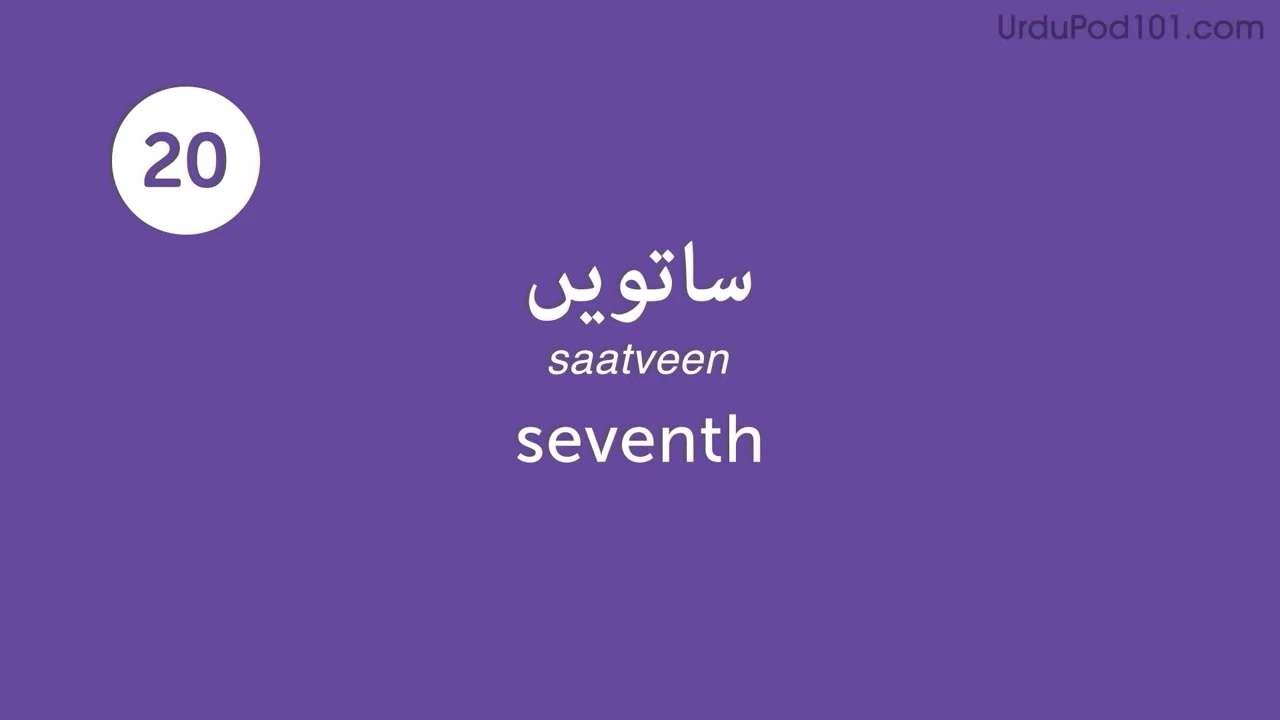 UrduPod101.com
20
ساتویں
saatveen
seventh